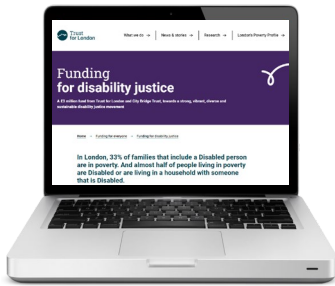 Trust
for London
What we do → News & stories → Research → London's Poverty Profile →
Funding
for disability justice
A £3 million fund from Trust for London and City Bridge Trust, towards a strong, vibrant, diverse and
sustainable disability justice movement
Home → Funding for everyone → Funding for disability justice
In London, 33% of families that include a Disabled person
are in poverty. And almost half of people living in poverty
are Disabled or are living in a household with someone
that is Disabled.